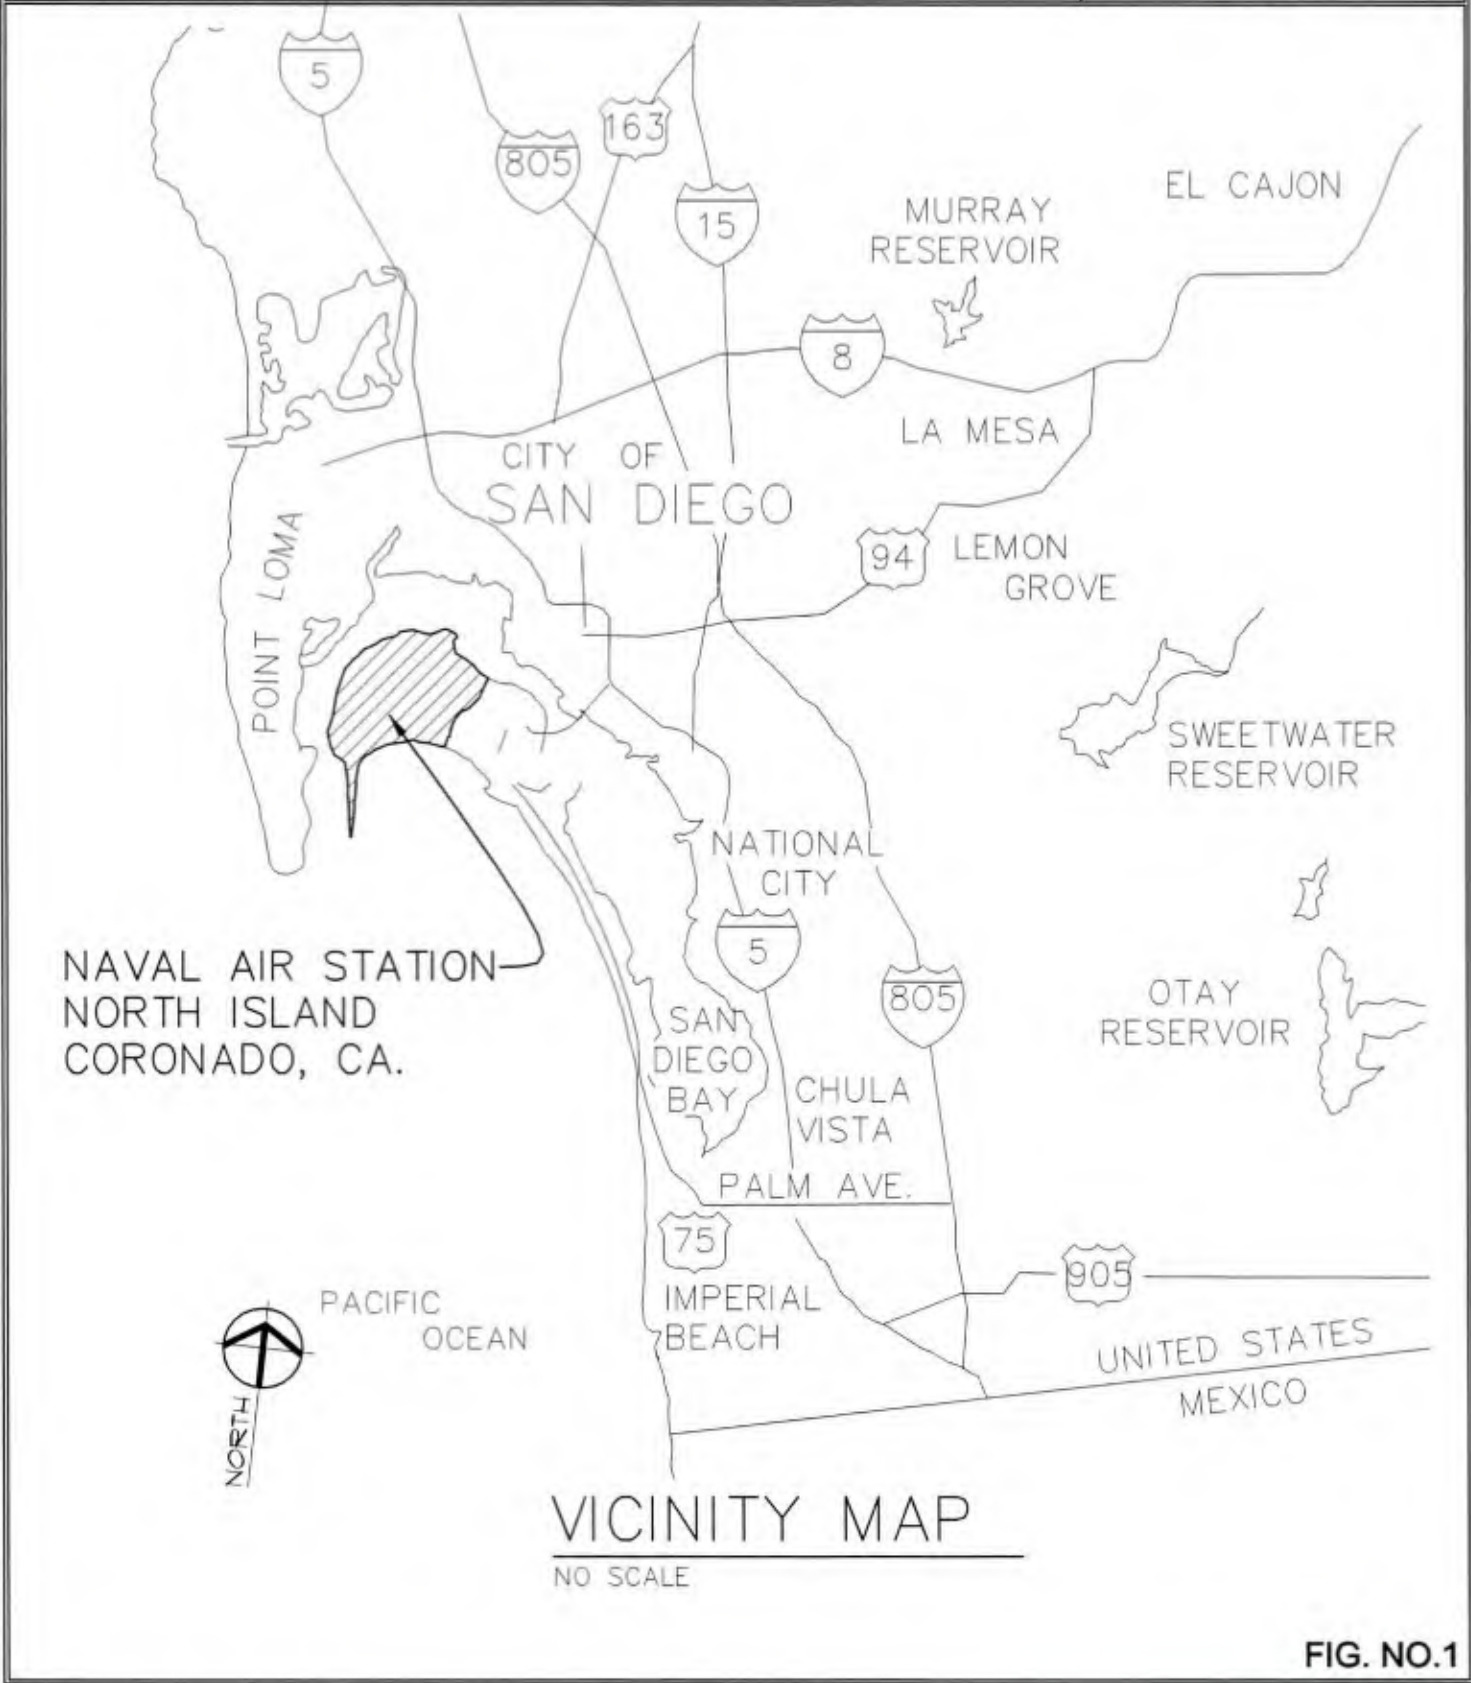 5
163
805
15
EL CAJON
MURRAY
RESERVOIR
8
LA MESA
CITY OF
SAN DIEGO
94
LEMON
GROVE
POINT LOMA
SWEETWATER
RESERVOIR
NATIONAL
CITY
5
805
NAVAL AIR STATION
NORTH ISLAND
CORONADO, CA.
OTAY
RESERVOIR
SAN
DIEGO
BAY
CHULA
VISTA
PALM AVE.
75
905
IMPERIAL
BEACH
PACIFIC
OCEAN
NORTH
UNITED STATES
MEXICO
VICINITY MAP
NO SCALE
FIG. NO.1